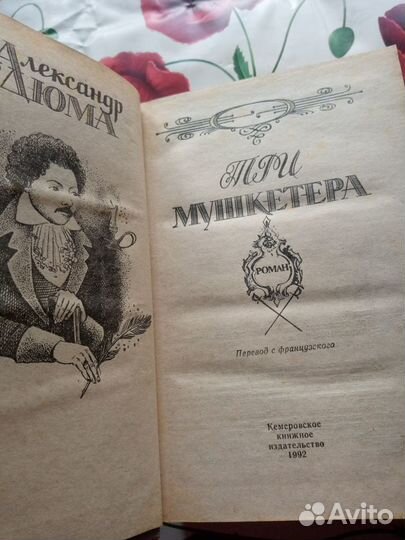 Александр
ДЮМА
ТРИ
МУШКЕТЕРА
РОМАН
Перевод с французского
Кемеровское
книжное
издательство
1992
Avito